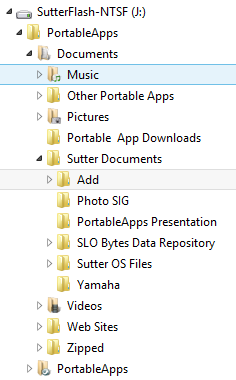 SutterFlash-NTSF (J:)
PortableApps
Documents
Music
Other Portable Apps
Pictures
Portable  App Downloads
Sutter Documents
Add
Photo SIG
PortableApps Presentation
SLO Bytes Data Repository
Sutter OS Files
Yamaha
Videos
Web Sites
Zipped
PortableApps